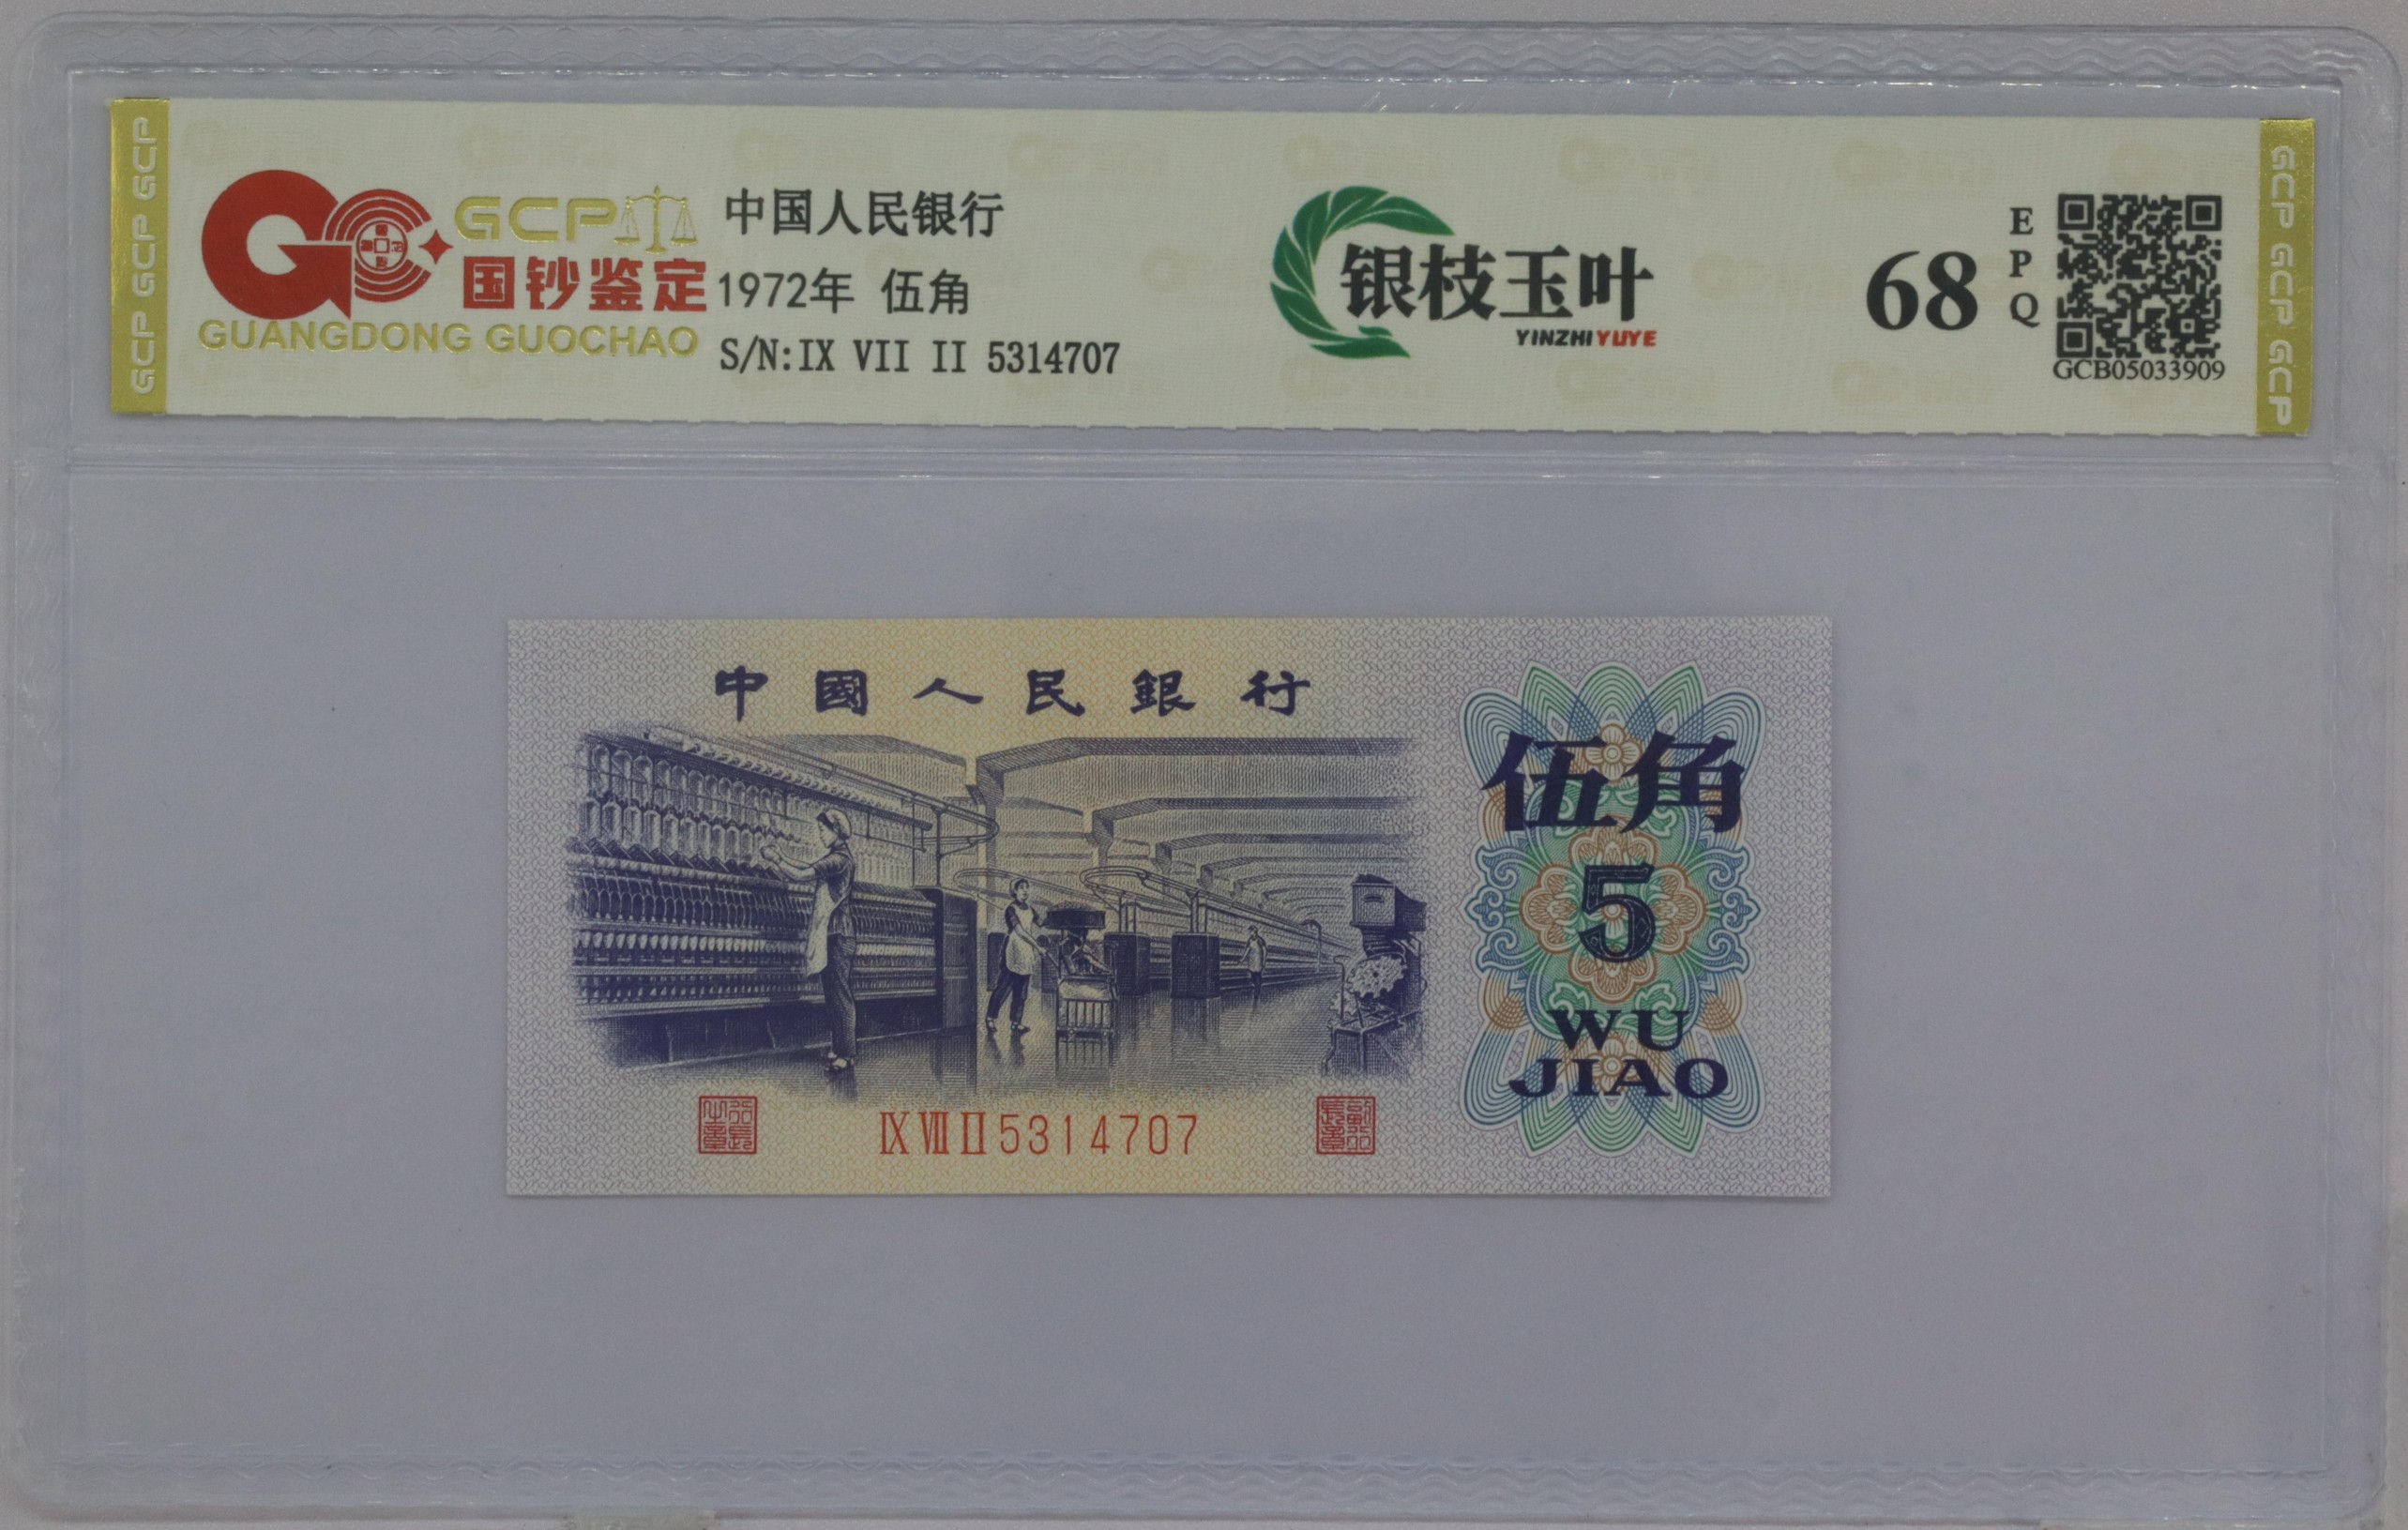 GCP GCP GCP
GCP
国钞鉴定
GUANGDONG GUOCHAO
中国人民银行
1972年 伍角
S/N:IX VII II 5314707
银枝玉叶
YINZHIYUYE
68
EPQ
GCB05033909
GCP GCP GCP
中國人民銀行
伍角
5
WU
JIAO
IX VII II 5314707